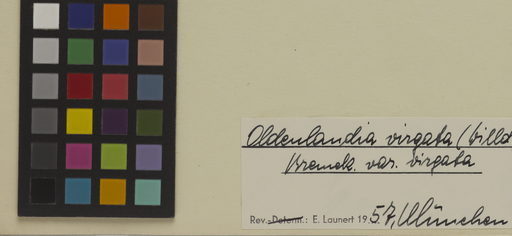 Oldenlandia virgata (Willd
Bremek. var. virgata
Rev. Determ.: E. Launert 1957, München